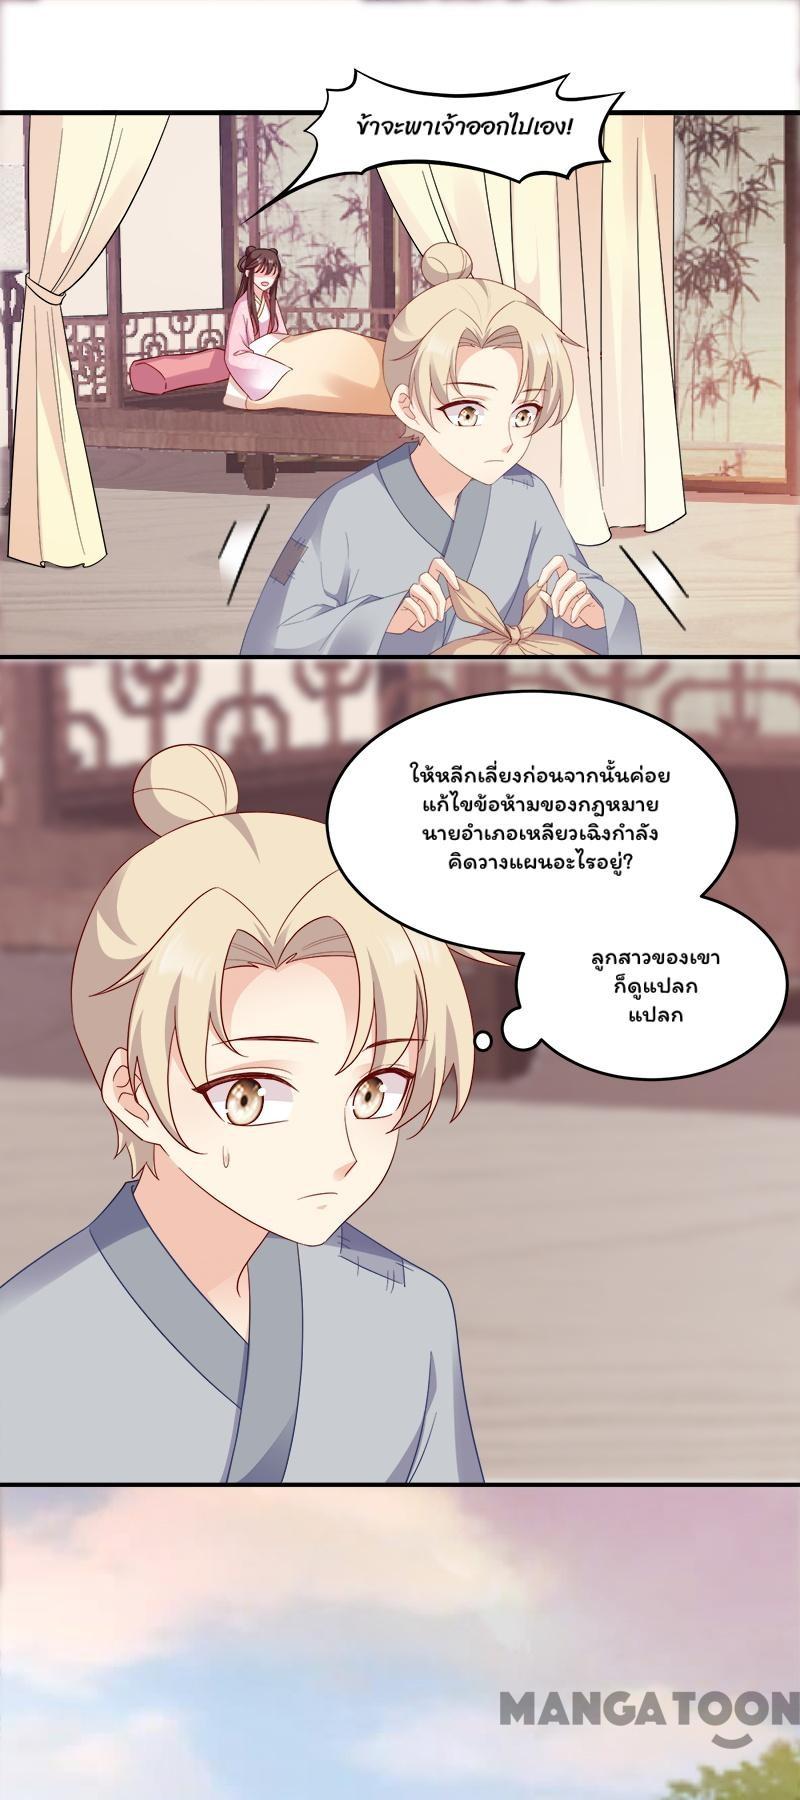 ข้าจะพาเจ้าออกไปเอง!
ให้หลีกเลี่ยงก่อนจากนั้นค่อย
แก้ไขข้อห้ามของกฎหมาย
นายอำเภอเหลียวเฉิงกำลัง
คิดวางแผนอะไรอยู่?
ลูกสาวของเขา
ก็ดูแปลก
แปลก
MANGATOON